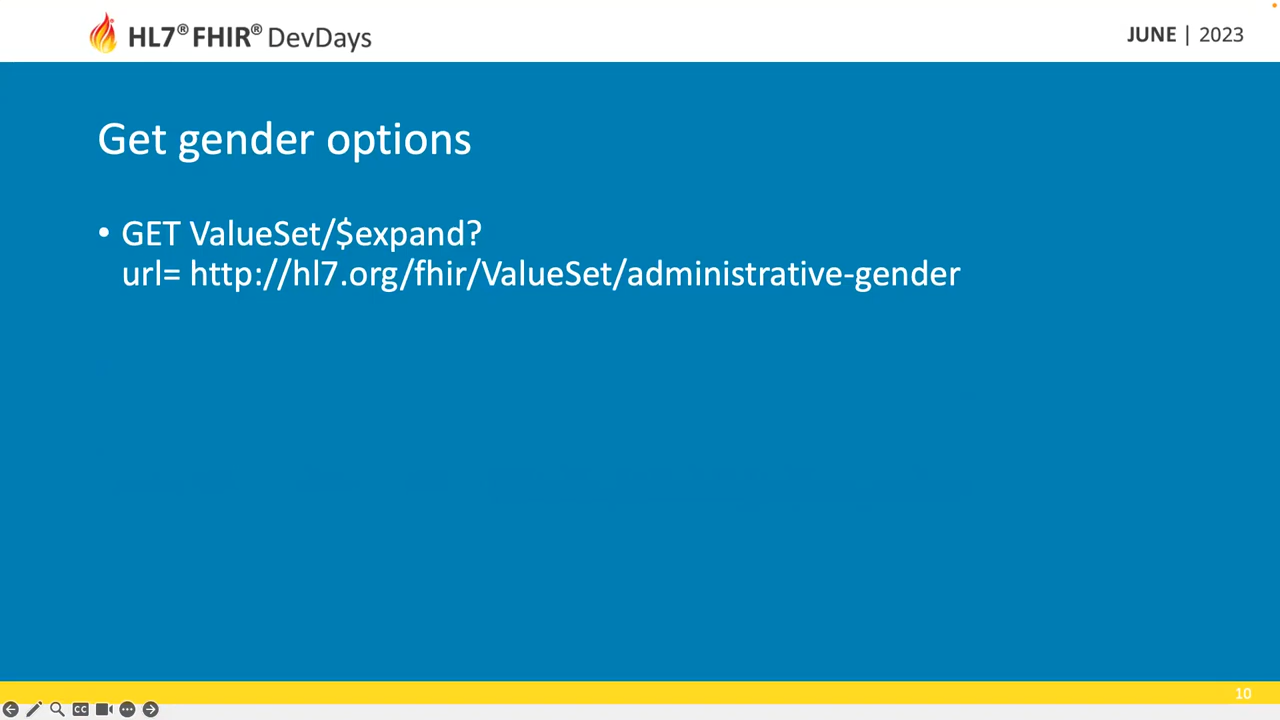 HL7® FHIR® DevDays
JUNE | 2023
Get gender options
• GET ValueSet/$expand?
url= http://hl7.org/fhir/ValueSet/administrative-gender
10
CC